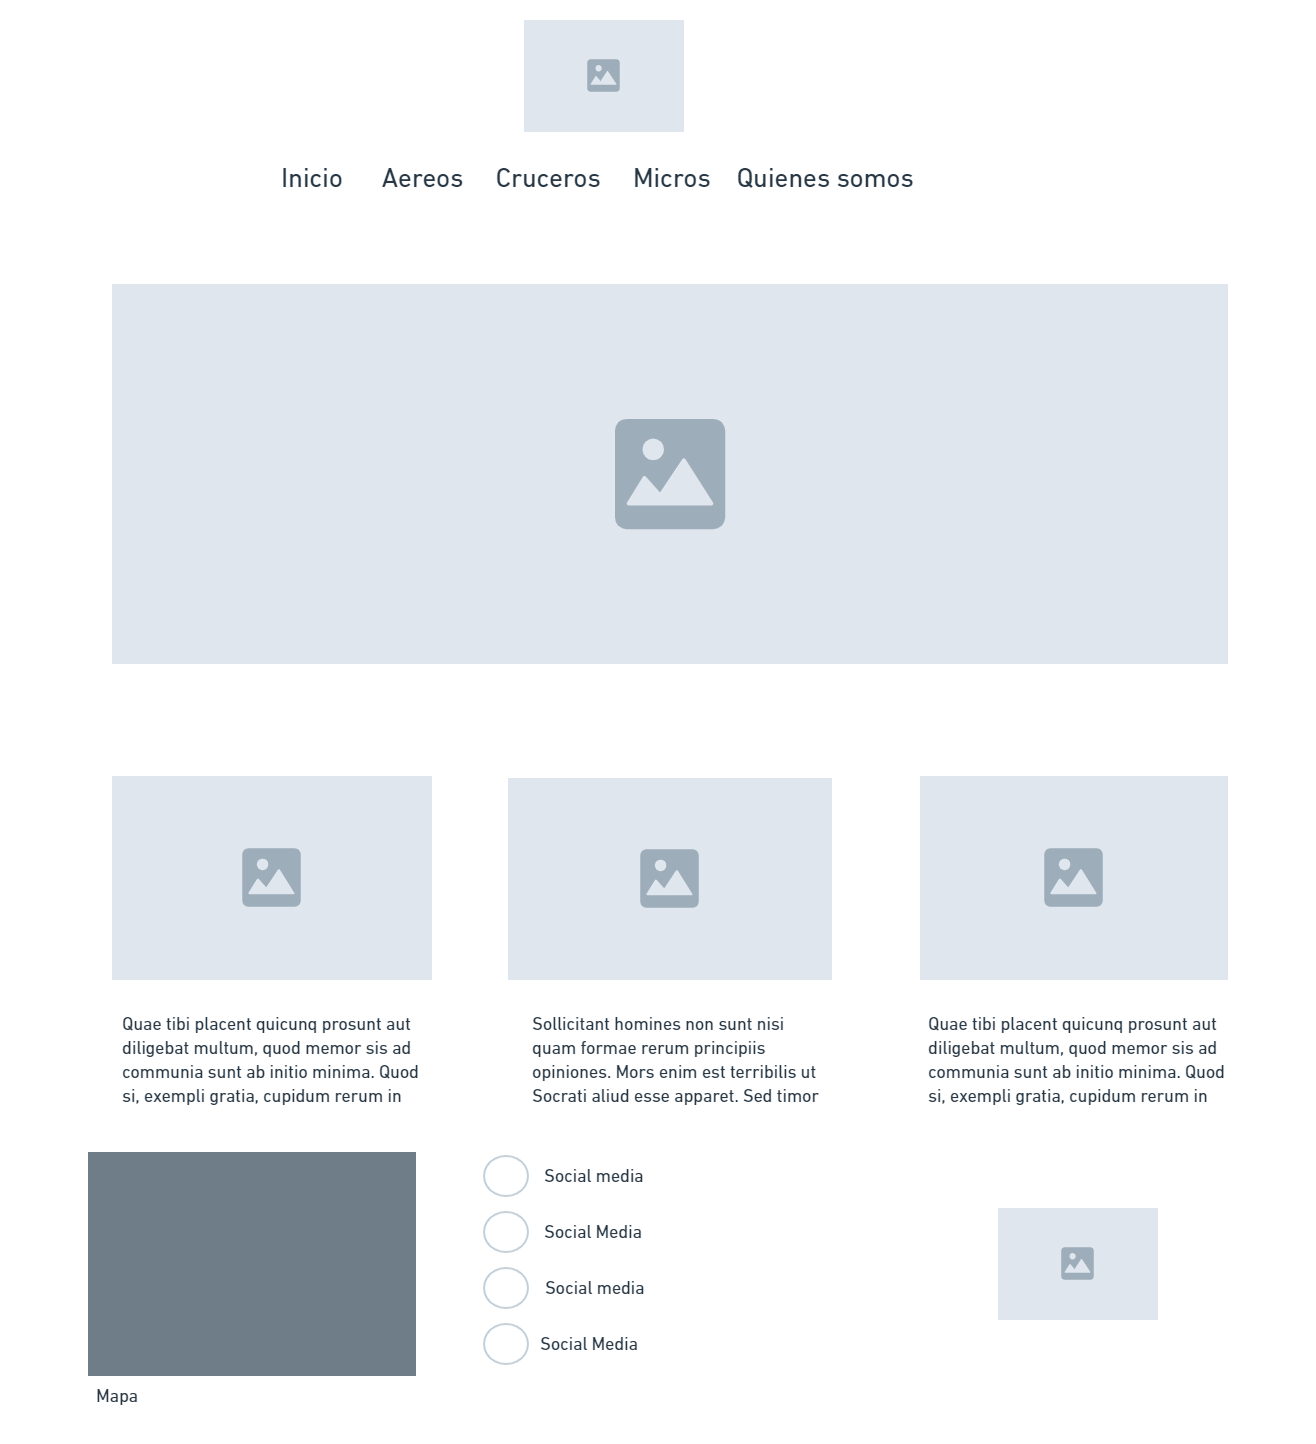 Inicio
Aereos
Cruceros
Micros
Quienes somos
Quae tibi placent quicunq prosunt aut
diligebat multum, quod memor sis ad
communia sunt ab initio minima. Quod
si, exempli gratia, cupidum rerum in
Sollicitant homines non sunt nisi
quam formae rerum principiis
opiniones. Mors enim est terribilis ut
Socrati aliud esse apparet. Sed timor
Quae tibi placent quicunq prosunt aut
diligebat multum, quod memor sis ad
communia sunt ab initio minima. Quod
si, exempli gratia, cupidum rerum in
Mapa
Social media
Social Media
Social media
Social Media